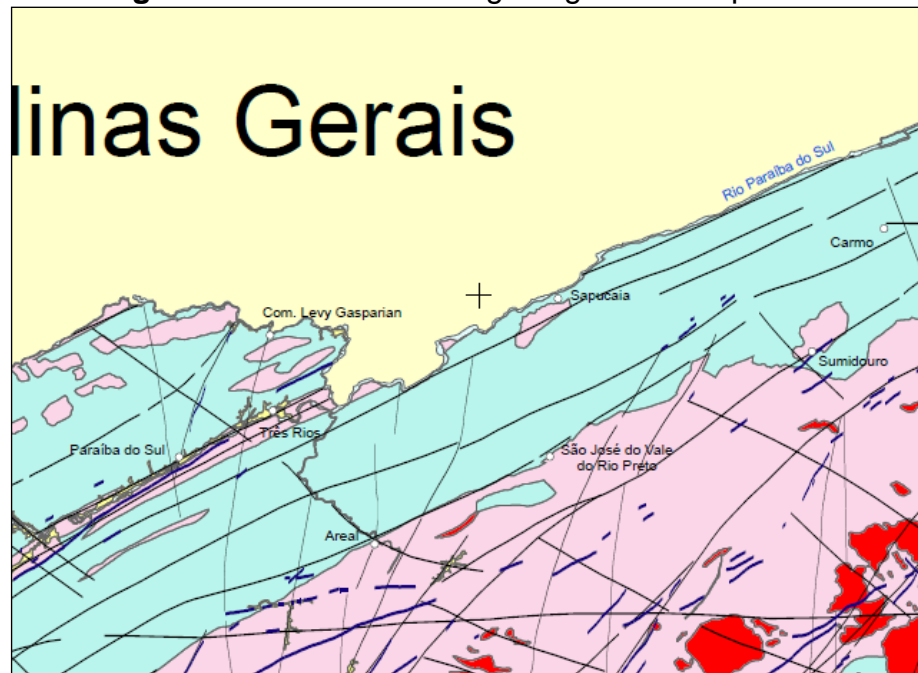 linas Gerais
Rio Paraíba do Sul
Carmo
Sapucaia
Com. Levy Gasparian
Sumidouro
Três Rios
Paraíba do Sul
São José do Vale
do Rio Preto
Areal